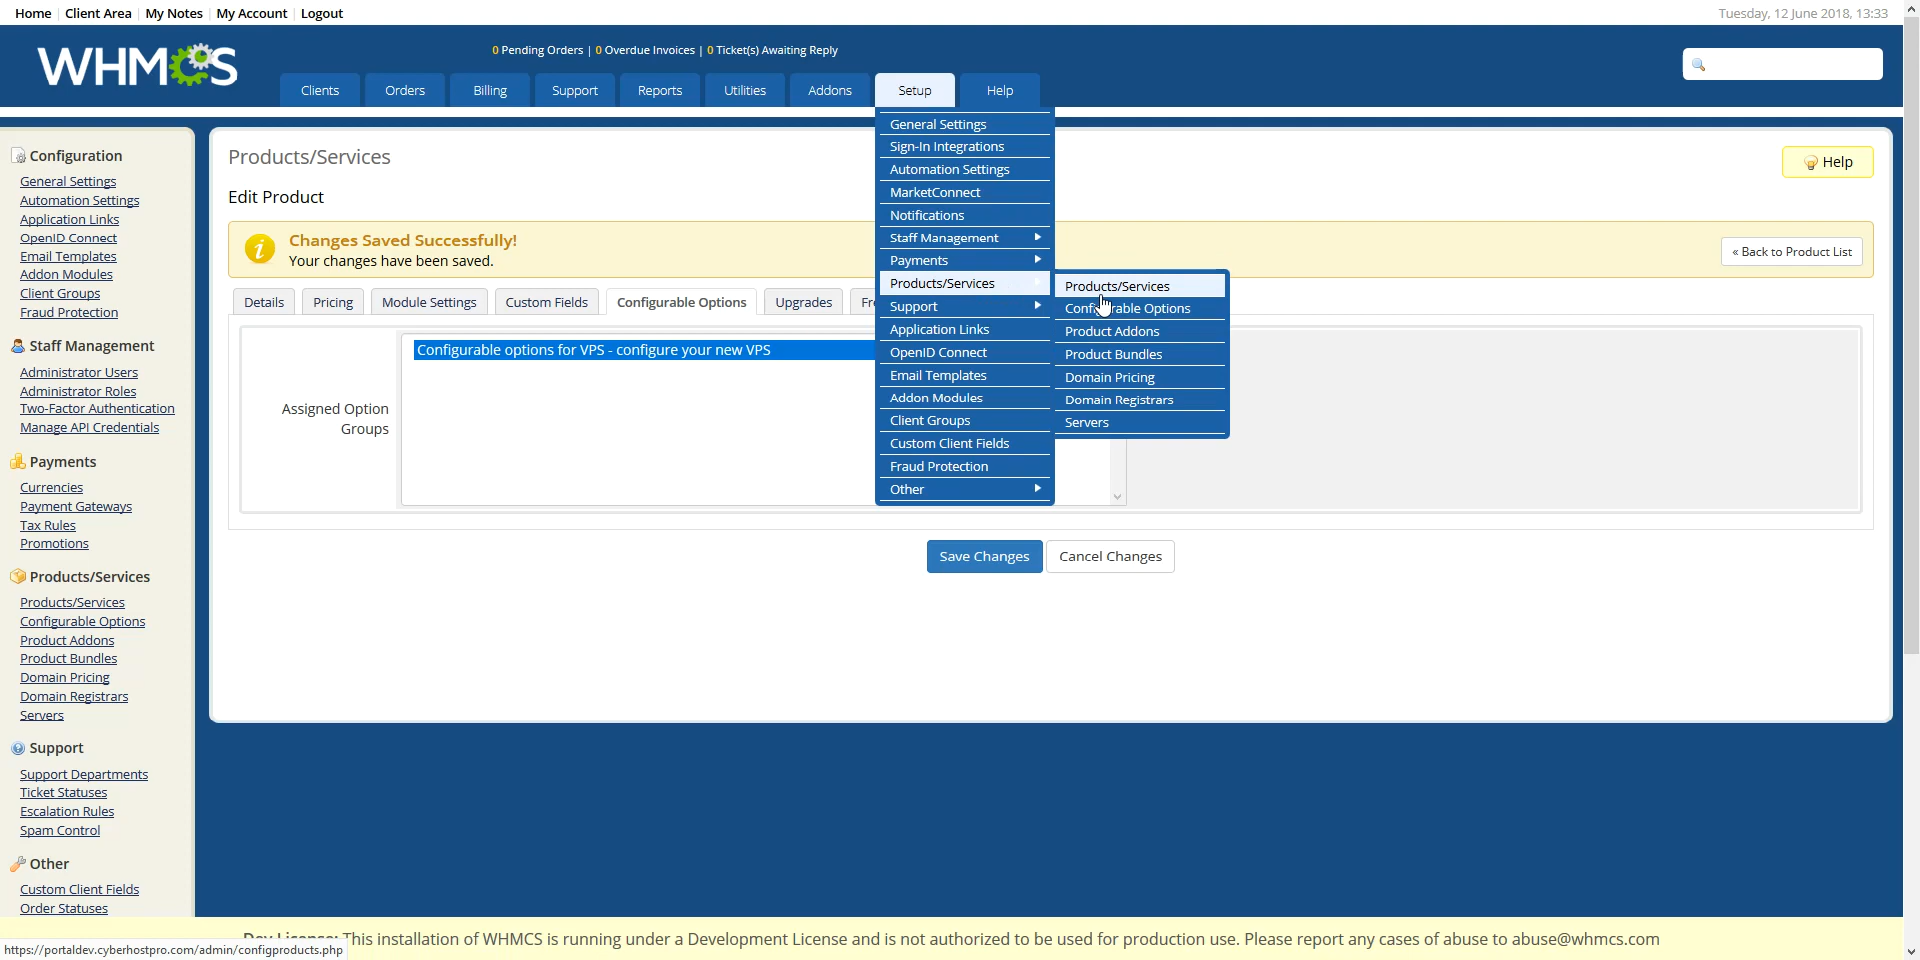 Home | Client Area | My Notes | My Account | Logout
Tuesday, 12 June 2018, 13:33
WHMCS
0 Pending Orders | 0 Overdue Invoices | 0 Ticket(s) Awaiting Reply
Clients Orders Billing Support Reports Utilities Addons Setup Help
Configuration
General Settings
Automation Settings
Application Links
OpenID Connect
Email Templates
Addon Modules
Client Groups
Fraud Protection
Staff Management
Administrator Users
Administrator Roles
Two-Factor Authentication
Manage API Credentials
Payments
Currencies
Payment Gateways
Tax Rules
Promotions
Products/Services
Products/Services
Configurable Options
Product Addons
Product Bundles
Domain Pricing
Domain Registrars
Servers
Support
Support Departments
Ticket Statuses
Escalation Rules
Spam Control
Other
Custom Client Fields
Order Statuses
Products/Services
Help
Edit Product
Changes Saved Successfully!
Your changes have been saved.
« Back to Product List
Details Pricing Module Settings Custom Fields Configurable Options Upgrades
Assigned Option
Groups
Configurable options for VPS - configure your new VPS
General Settings
Sign-In Integrations
Automation Settings
MarketConnect
Notifications
Staff Management
Payments
Products/Services
Support
Application Links
OpenID Connect
Email Templates
Addon Modules
Client Groups
Custom Client Fields
Fraud Protection
Other
Products/Services
Configurable Options
Product Addons
Product Bundles
Domain Pricing
Domain Registrars
Servers
Save Changes Cancel Changes
Dev License: This installation of WHMCS is running under a Development License and is not authorized to be used for production use. Please report any cases of abuse to abuse@whmcs.com
https://portaldev.cyberhostpro.com/admin/configproducts.php